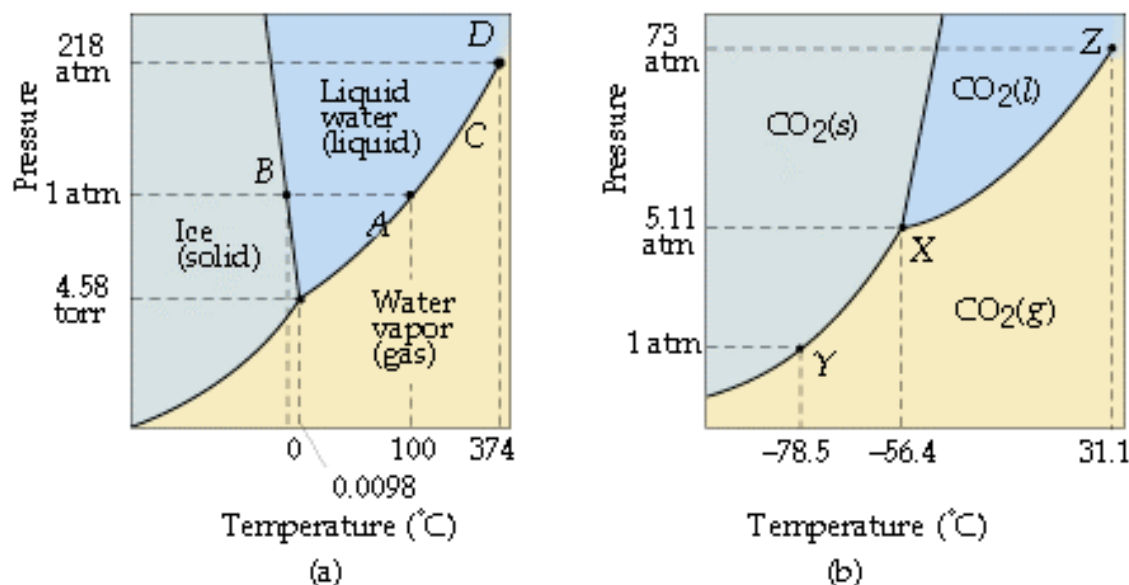 218
atm
D
Liquid
water
(liquid)
C
Pressure
B
1 atm
A
Ice
(solid)
4.58
torr
Water
vapor
(gas)
0
100
374
0.0098
Temperature (°C)
(a)
73
atm
Z
CO2(l)
CO2(s)
Pressure
5.11
atm
X
CO2(g)
1 atm
Y
–78.5
–56.4
31.1
Temperature (°C)
(b)